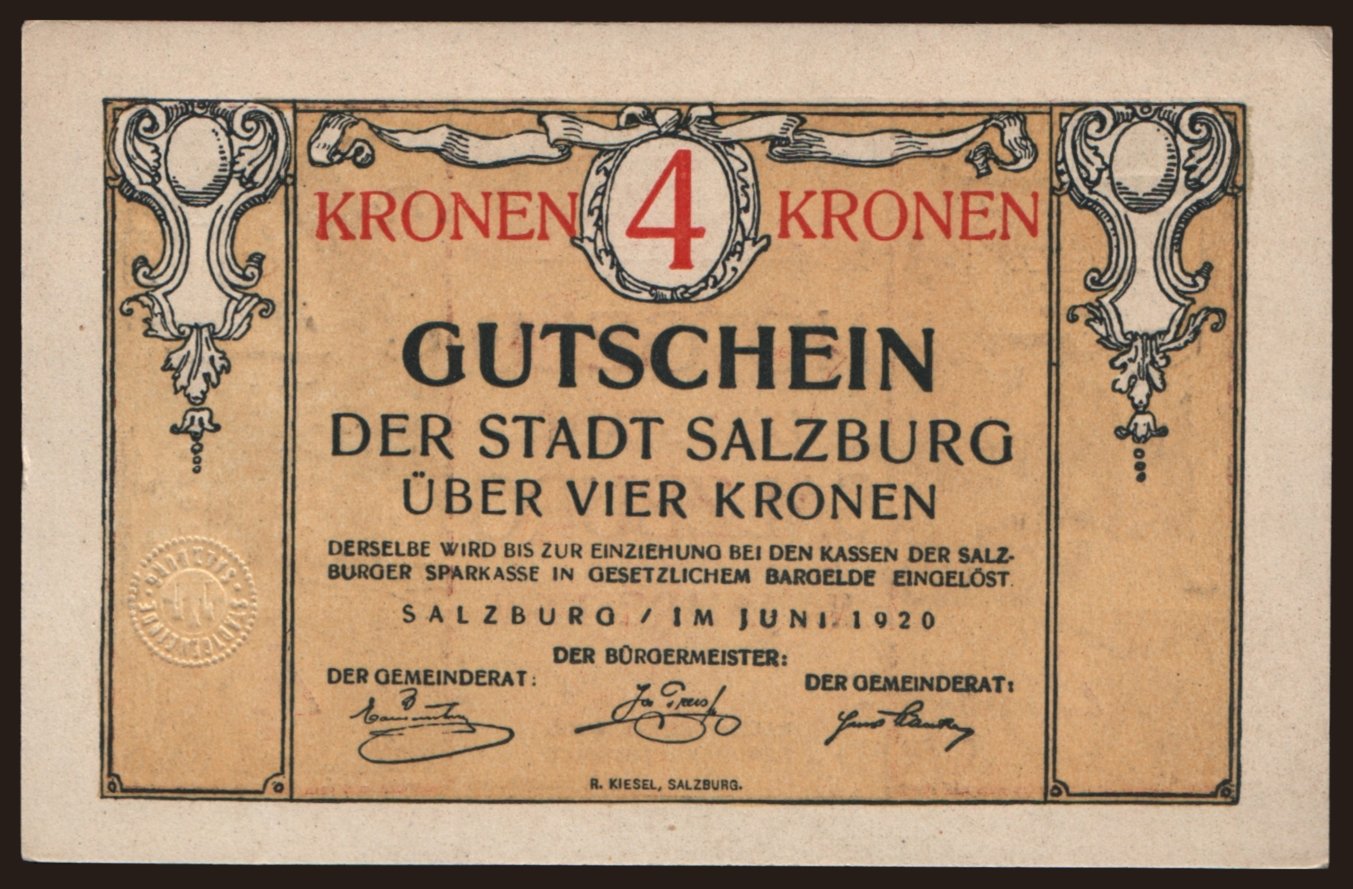 KRONEN 4 KRONEN
GUTSCHEIN
DER STADT SALZBURG
ÜBER VIER KRONEN
DERSELBE WIRD BIS ZUR EINZIEHUNG BEI DEN KASSEN DER SALZ-
BURGER SPARKASSE IN GESETZLICHEM BARGELDE EINGELÖST.
SALZBURG / IM JUNI 1920
DER BÜRGERMEISTER:
DER GEMEINDERAT: DER GEMEINDERAT:
R. KIESEL, SALZBURG.